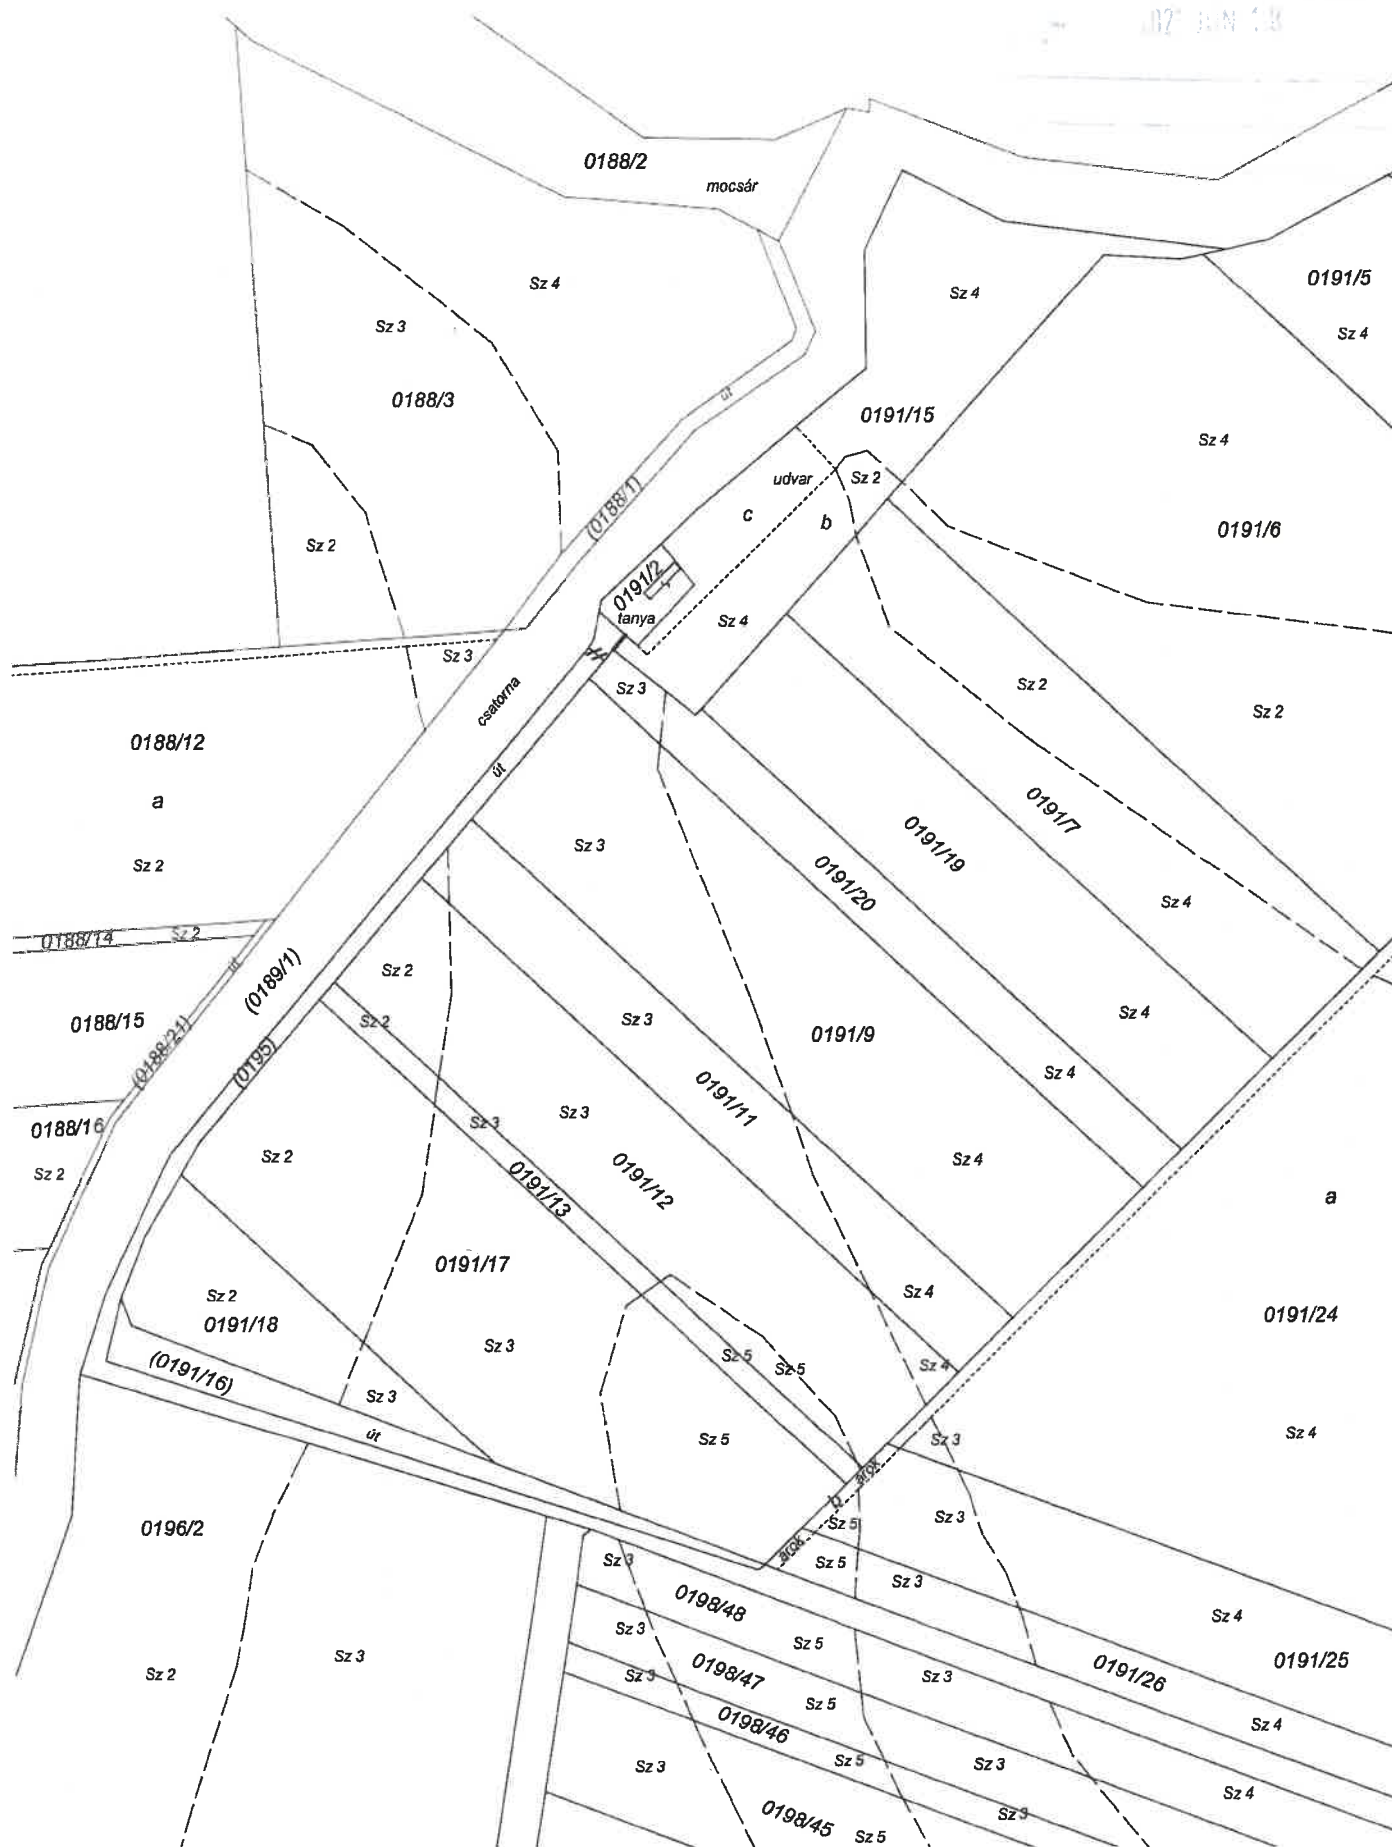 0188/2
mocsár
0191/5
Sz 4
Sz 4
Sz 3
Sz 4
0188/3
út
0191/15
Sz 4
udvar
Sz 2
(0188/1)
c
b
0191/6
Sz 2
0191/2
tanya
Sz 4
Sz 3
Sz 3
csatorna
Sz 2
Sz 2
0188/12
út
a
0191/7
Sz 3
0191/19
Sz 2
0191/20
Sz 4
0188/14
Sz 2
út
(0189/1)
Sz 2
0188/15
Sz 2
Sz 3
0191/9
Sz 4
(0188/21)
(0195)
Sz 4
0191/11
0188/16
Sz 3
Sz 3
Sz 2
Sz 2
0191/13
0191/12
Sz 4
a
0191/17
Sz 2
0191/18
Sz 4
0191/24
Sz 3
(0191/16)
Sz 5
Sz 5
Sz 4
Sz 3
út
Sz 5
Sz 3
Sz 4
árok
b
0196/2
Sz 5
Sz 3
árok
Sz 3
Sz 5
Sz 3
0198/48
Sz 4
Sz 3
Sz 5
Sz 3
0191/25
Sz 2
Sz 3
0198/47
Sz 3
0191/26
Sz 5
0198/46
Sz 4
Sz 3
Sz 5
Sz 3
Sz 4
0198/45
Sz 3
Sz 5